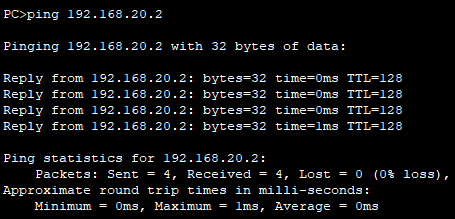 PC>ping 192.168.20.2
Pinging 192.168.20.2 with 32 bytes of data:
Reply from 192.168.20.2: bytes=32 time=0ms TTL=128
Reply from 192.168.20.2: bytes=32 time=0ms TTL=128
Reply from 192.168.20.2: bytes=32 time=0ms TTL=128
Reply from 192.168.20.2: bytes=32 time=1ms TTL=128
Ping statistics for 192.168.20.2:
    Packets: Sent = 4, Received = 4, Lost = 0 (0% loss),
Approximate round trip times in milli-seconds:
    Minimum = 0ms, Maximum = 1ms, Average = 0ms